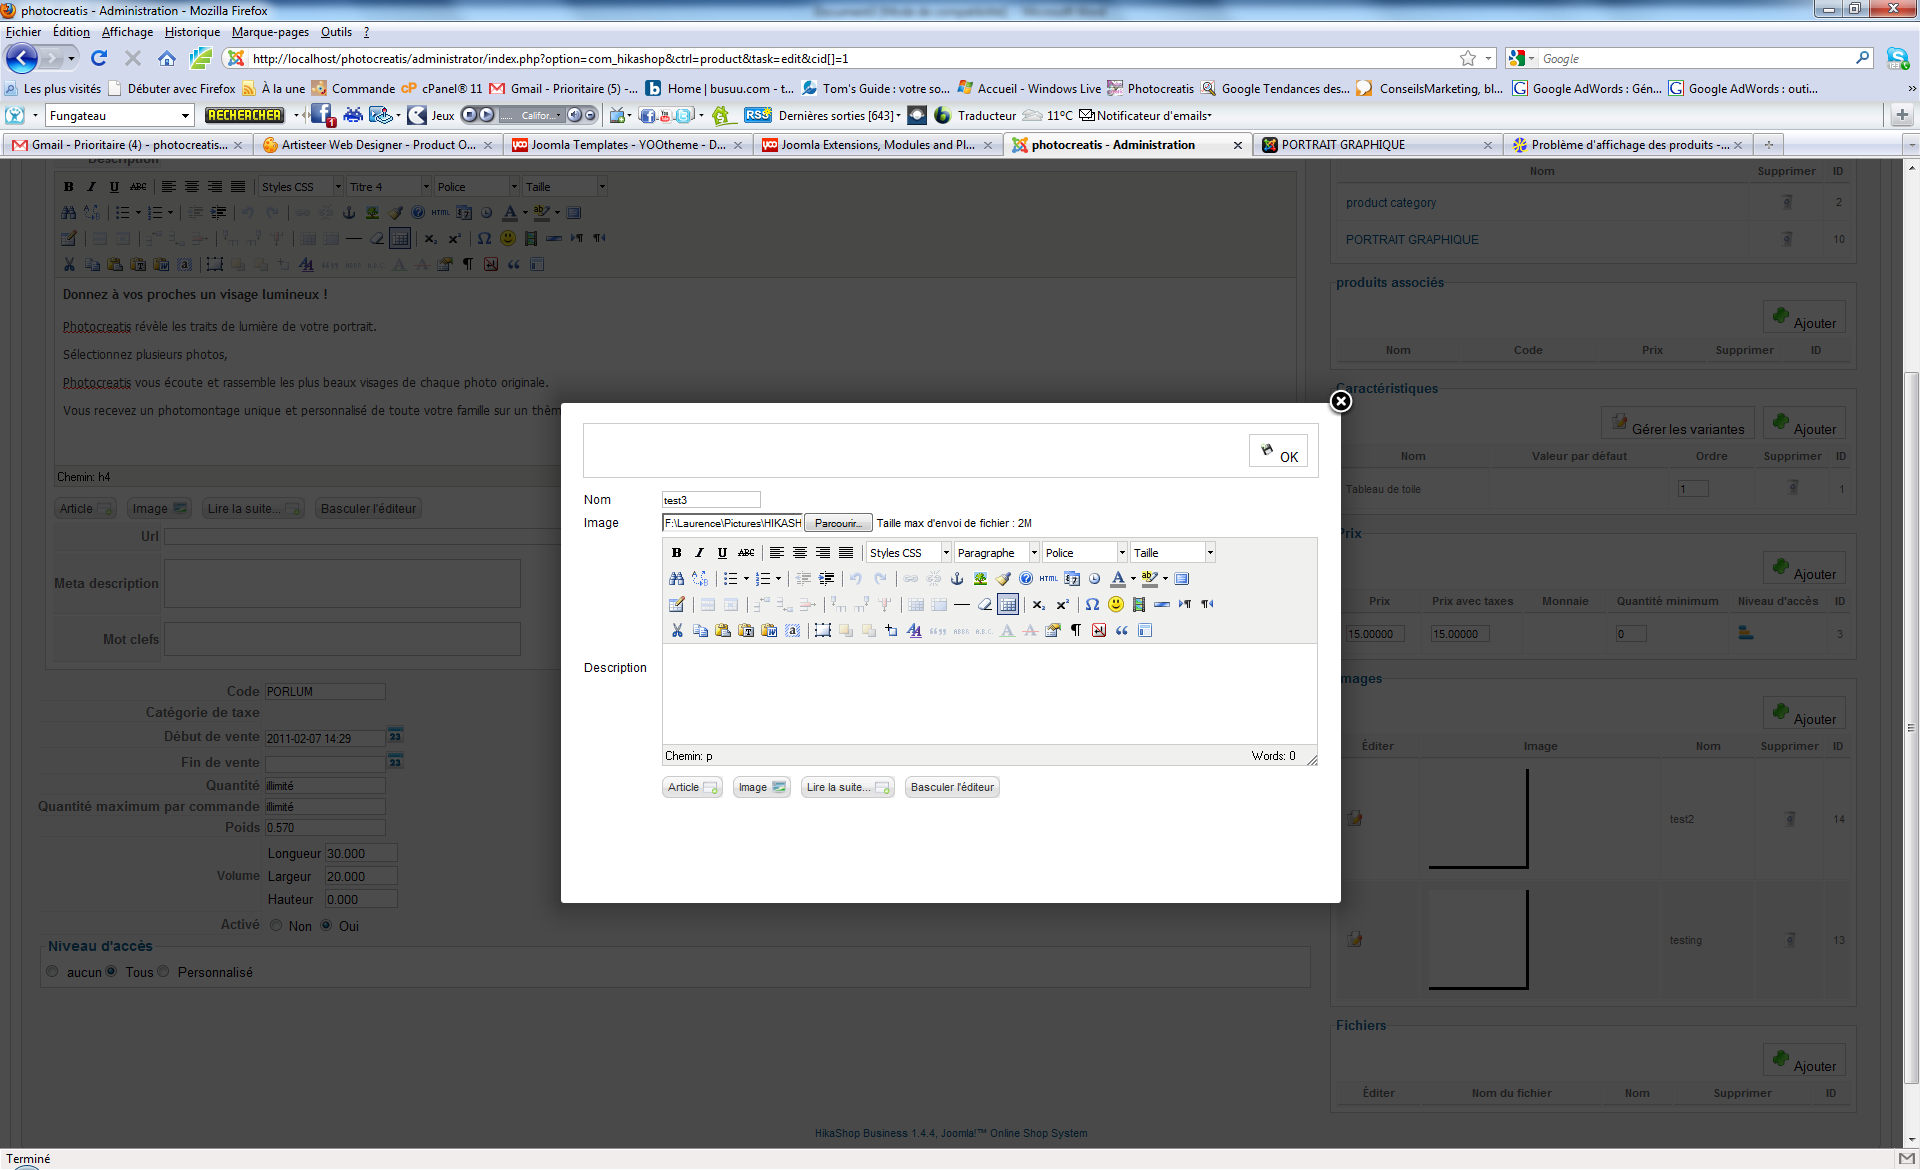 photocreatis - Administration - Mozilla Firefox
Fichier Édition Affichage Historique Marque-pages Outils ?
http://localhost/photocreatis/administrator/index.php?option=com_hikashop&ctrl=product&task=edit&cid[]=1
Google
Les plus visités Débuter avec Firefox À la une Commande cPanel® 11 Gmail - Prioritaire (5) -... Home | busuu.com - t... Tom's Guide : votre so... Accueil - Windows Live Photocreatis Google Tendances des... ConseilsMarketing, bl... Google AdWords : Gén... Google AdWords : outi... »
Fungateau RECHERCHER Jeux Califor... Dernières sorties [643] Traducteur 11°C Notificateur d'emails
Gmail - Prioritaire (4) - photocreatis... Artisteer Web Designer - Product O... Joomla Templates - YOOtheme - D... Joomla Extensions, Modules and Pl... photocreatis - Administration PORTRAIT GRAPHIQUE Problème d'affichage des produits -...
Description
B I U ABC Styles CSS Titre 4 Police Taille
Donnez à vos proches un visage lumineux !
Photocreatis révèle les traits de lumière de votre portrait.
Sélectionnez plusieurs photos,
Photocreatis vous écoute et rassemble les plus beaux visages de chaque photo originale.
Vous recevez un photomontage unique et personnalisé de toute votre famille sur un thèm
Chemin: h4
Article Image Lire la suite... Basculer l'éditeur
Url
Meta description
Mot clefs
Code PORLUM
Catégorie de taxe
Début de vente 2011-02-07 14:29 23
Fin de vente 23
Quantité illimité
Quantité maximum par commande illimité
Poids 0.570
Volume
Longueur 30.000
Largeur 20.000
Hauteur 0.000
Activé Non Oui
Niveau d'accès
aucun Tous Personnalisé
OK
Nom test3
Image F:\Laurence\Pictures\HIKASH Parcourir... Taille max d'envoi de fichier : 2M
B I U ABC Styles CSS Paragraphe Police Taille
HTML
Description
Chemin: p Words: 0
Article Image Lire la suite... Basculer l'éditeur
Nom Supprimer ID
product category 2
PORTRAIT GRAPHIQUE 10
produits associés
Ajouter
Nom Code Prix Supprimer ID
Caractéristiques
Gérer les variantes Ajouter
Nom Valeur par défaut Ordre Supprimer ID
Tableau de toile 1 1
Prix
Ajouter
Prix Prix avec taxes Monnaie Quantité minimum Niveau d'accès ID
15.00000 15.00000 0 3
mages
Ajouter
Éditer Image Nom Supprimer ID
test2 14
testing 13
Fichiers
Ajouter
Éditer Nom du fichier Nom Supprimer ID
HikaShop Business 1.4.4, Joomla!™ Online Shop System
Terminé